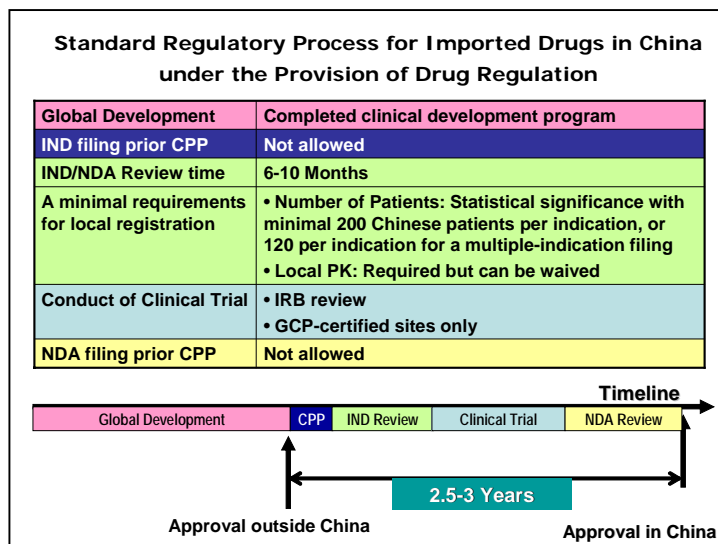 Standard Regulatory Process for Imported Drugs in China
under the Provision of Drug Regulation
Global Development
Completed clinical development program
IND filing prior CPP
Not allowed
IND/NDA Review time
6-10 Months
A minimal requirements
for local registration
• Number of Patients: Statistical significance with
minimal 200 Chinese patients per indication, or
120 per indication for a multiple-indication filing
• Local PK: Required but can be waived
Conduct of Clinical Trial
• IRB review
• GCP-certified sites only
NDA filing prior CPP
Not allowed
Timeline
Global Development
CPP
IND Review
Clinical Trial
NDA Review
2.5-3 Years
Approval outside China
Approval in China